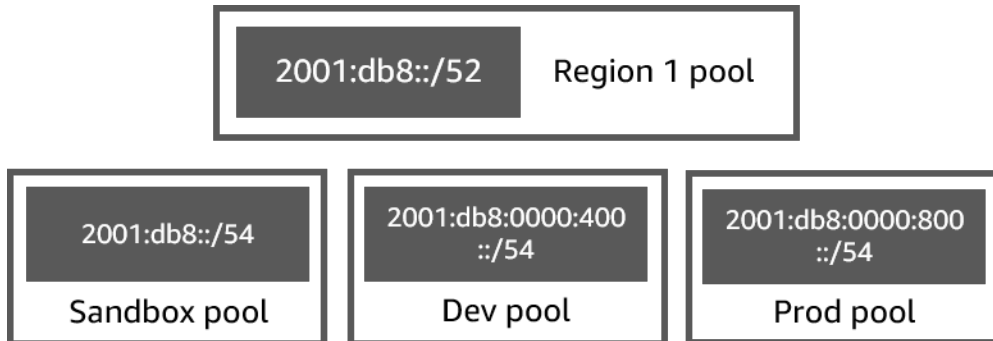 2001:db8::/52
Region 1 pool
2001:db8::/54
Sandbox pool
2001:db8:0000:400
::/54
Dev pool
2001:db8:0000:800
::/54
Prod pool